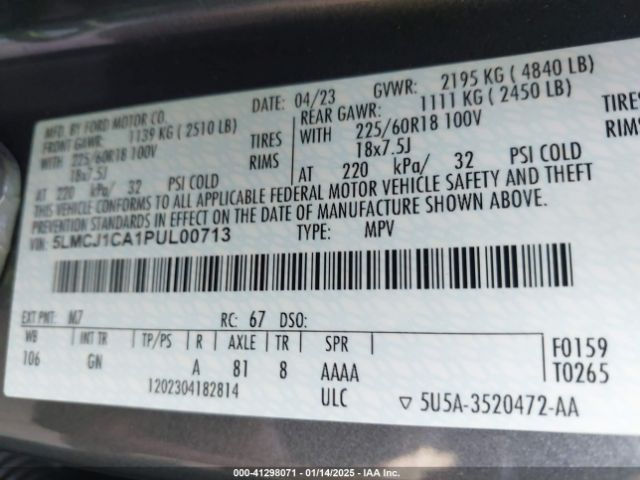 MFD. BY FORD MOTOR CO.
DATE: 04/23
GVWR: 2195 KG ( 4840 LB)
FRONT GAWR: 1139 KG ( 2510 LB)
REAR GAWR: 1111 KG ( 2450 LB)
WITH 225/60R18 100V TIRES
WITH 225/60R18 100V TIRES
18x7.5J RIMS
18x7.5J RIMS
AT 220 kPa/ 32 PSI COLD
AT 220 kPa/ 32 PSI COLD
THIS VEHICLE CONFORMS TO ALL APPLICABLE FEDERAL MOTOR VEHICLE SAFETY AND THEFT
PREVENTION STANDARDS IN EFFECT ON THE DATE OF MANUFACTURE SHOWN ABOVE.
VIN: 5LMCJ1CA1PUL00713 TYPE: MPV
EXT PNT: M7 RC: 67 DSO:
WB INT TR TP/PS R AXLE TR SPR
106 GN A 81 8 AAAA
F0159
T0265
1202304182814 ULC ▽ 5U5A-3520472-AA
000-41298071 — 01/14/2025 — IAA Inc.